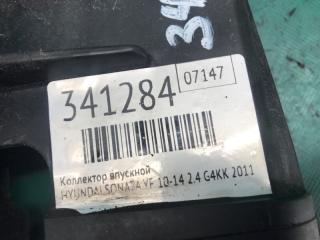 341284
07147
Коллектор впускной
HYUNDAI SONATA YF 10-14 2.4 G4KK 2011